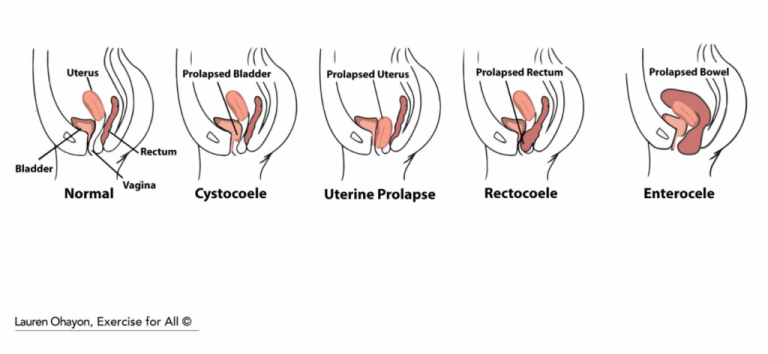 Uterus
Bladder
Rectum
Vagina
Normal
Prolapsed Bladder
Cystocoele
Prolapsed Uterus
Uterine Prolapse
Prolapsed Rectum
Rectocoele
Prolapsed Bowel
Enterocele
Lauren Ohayon, Exercise for All ©